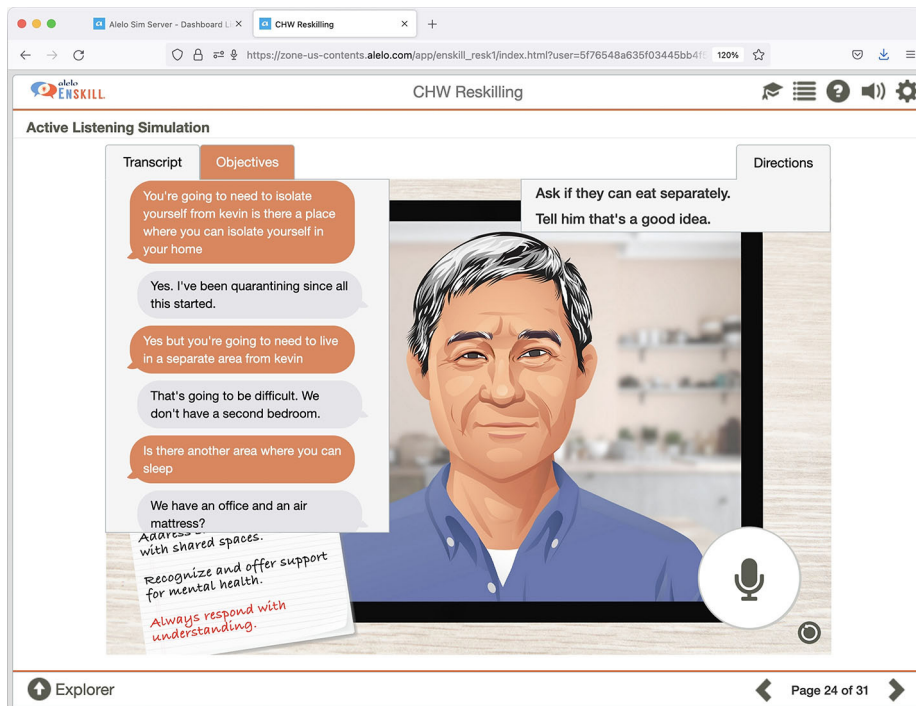 Alelo Sim Server - Dashboard Li
CHW Reskilling
https://zone-us-contents.alelo.com/app/enskill_resk1/index.html?user=5f76548a635f03445bb4f
120%
alelo
ENSKILL
CHW Reskilling
Active Listening Simulation
Transcript
Objectives
Directions
Ask if they can eat separately.
Tell him that's a good idea.
You're going to need to isolate
yourself from kevin is there a place
where you can isolate yourself in
your home
Yes. I've been quarantining since all
this started.
Yes but you're going to need to live
in a separate area from kevin
That's going to be difficult. We
don't have a second bedroom.
Is there another area where you can
sleep
We have an office and an air
mattress?
with shared spaces.
Recognize and offer support
for mental health.
Always respond with
understanding.
Explorer
Page 24 of 31